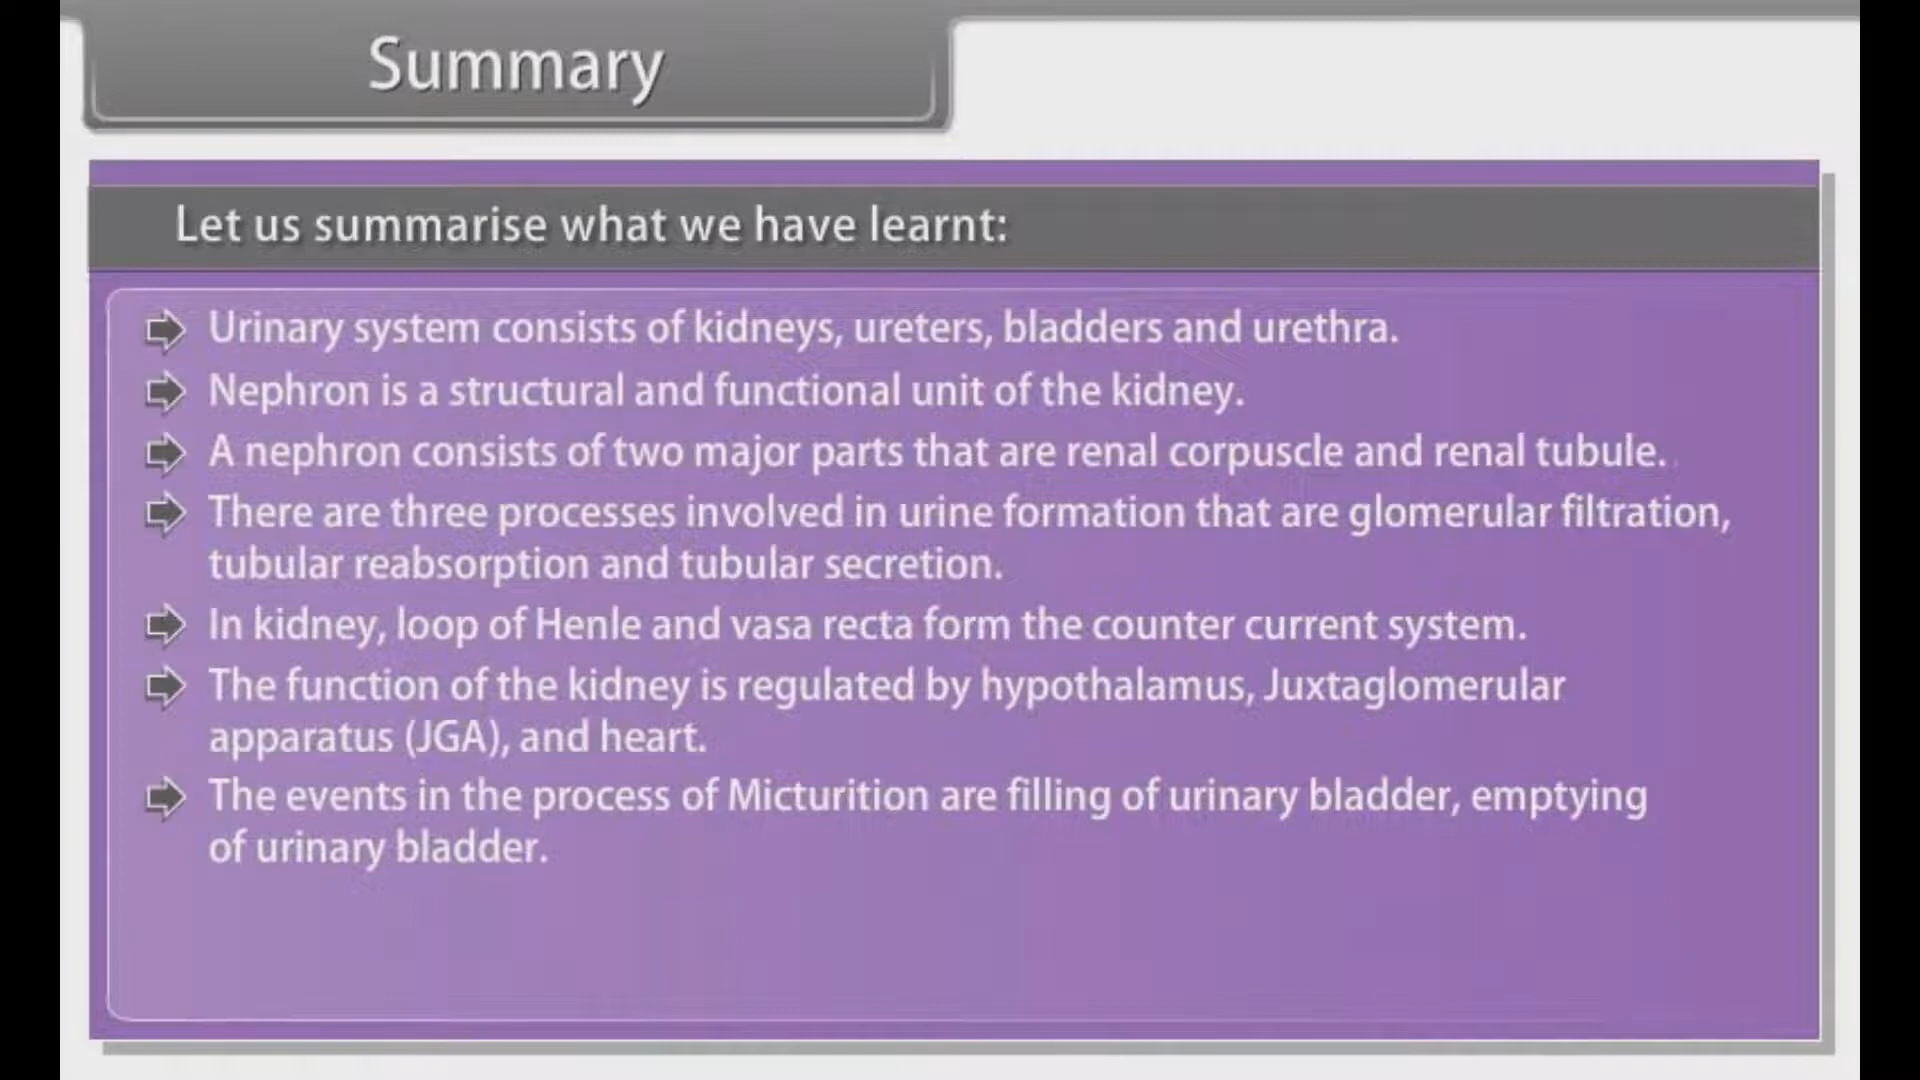 Summary
Let us summarise what we have learnt:
Urinary system consists of kidneys, ureters, bladders and urethra.
Nephron is a structural and functional unit of the kidney.
A nephron consists of two major parts that are renal corpuscle and renal tubule.
There are three processes involved in urine formation that are glomerular filtration,
tubular reabsorption and tubular secretion.
In kidney, loop of Henle and vasa recta form the counter current system.
The function of the kidney is regulated by hypothalamus, Juxtaglomerular
apparatus (JGA), and heart.
The events in the process of Micturition are filling of urinary bladder, emptying
of urinary bladder.